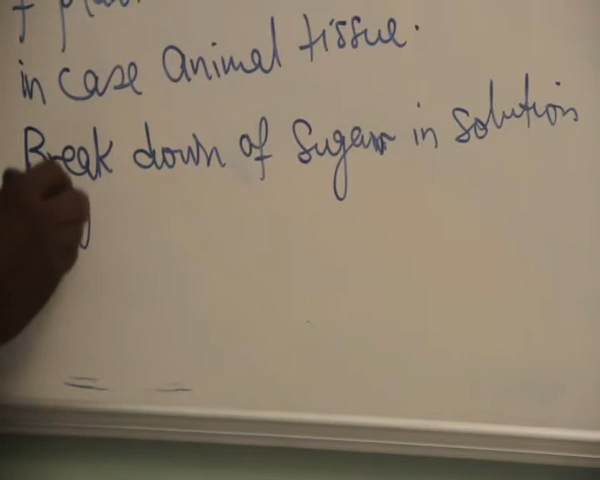 in case animal tissue.
Break down of Sugar in solution